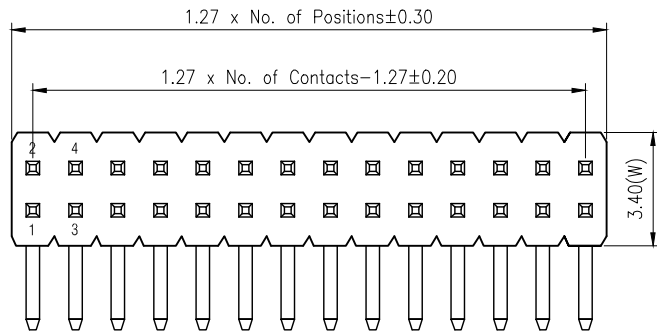 1.27 x No. of Positions±0.30
1.27 x No. of Contacts-1.27±0.20
2 4
1 3
3.40(W)